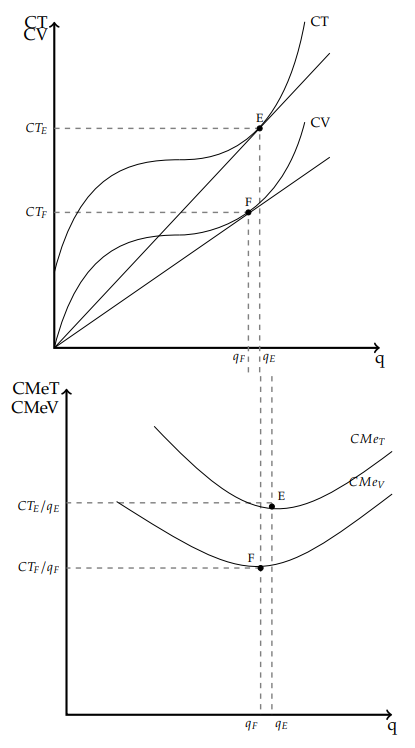 CT
CV
CT
E
CT_E
CV
F
CT_F
q_F q_E
q
CMeT
CMeV
CMe_T
CMe_V
E
CT_E/q_E
F
CT_F/q_F
q_F q_E
q